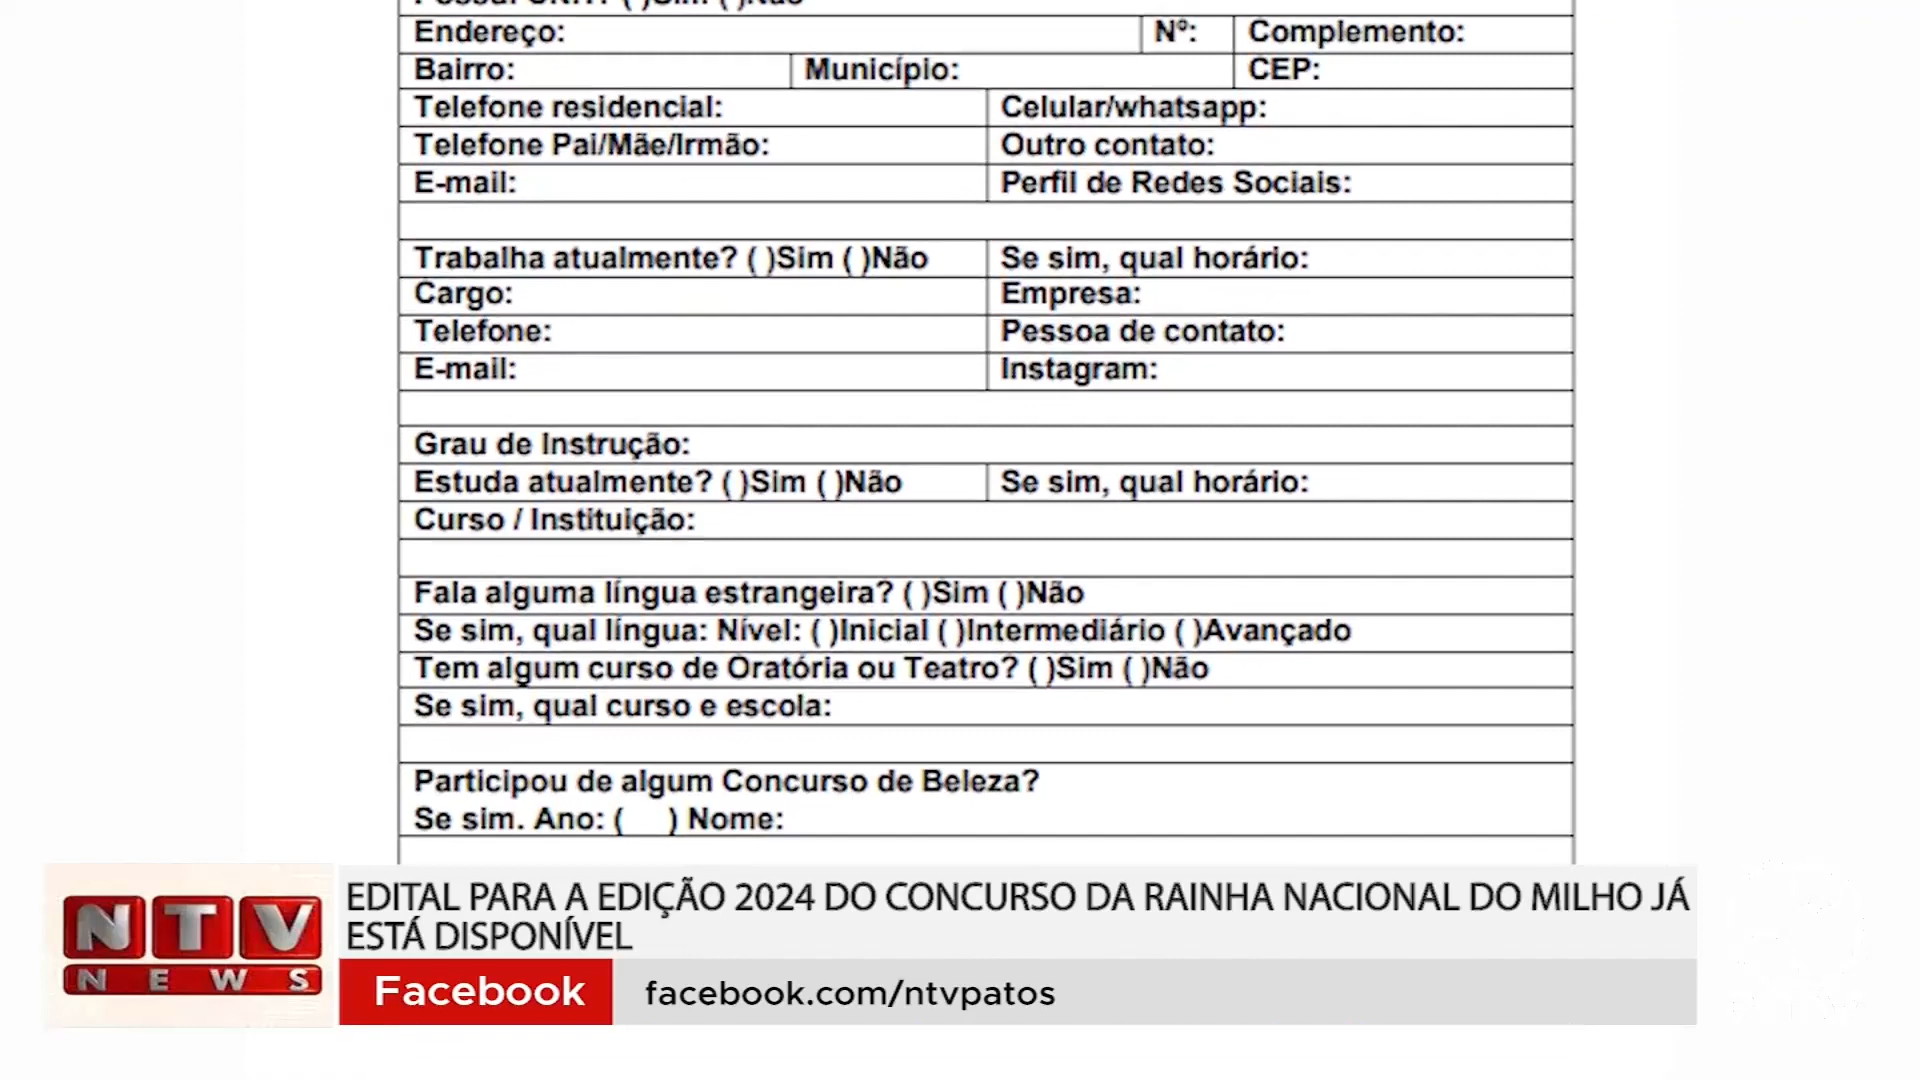 Possui CNH? ( )Sim. ( )Não
Endereço: Nº: Complemento:
Bairro: Município: CEP:
Telefone residencial: Celular/whatsapp:
Telefone Pai/Mãe/Irmão: Outro contato:
E-mail: Perfil de Redes Sociais:
Trabalha atualmente? ( )Sim ( )Não Se sim, qual horário:
Cargo: Empresa:
Telefone: Pessoa de contato:
E-mail: Instagram:
Grau de Instrução:
Estuda atualmente? ( )Sim ( )Não Se sim, qual horário:
Curso / Instituição:
Fala alguma língua estrangeira? ( )Sim ( )Não
Se sim, qual língua: Nível: ( )Inicial ( )Intermediário ( )Avançado
Tem algum curso de Oratória ou Teatro? ( )Sim ( )Não
Se sim, qual curso e escola:
Participou de algum Concurso de Beleza?
Se sim. Ano: (    ) Nome:
NTV
NEWS
EDITAL PARA A EDIÇÃO 2024 DO CONCURSO DA RAINHA NACIONAL DO MILHO JÁ
ESTÁ DISPONÍVEL
Facebook facebook.com/ntvpatos